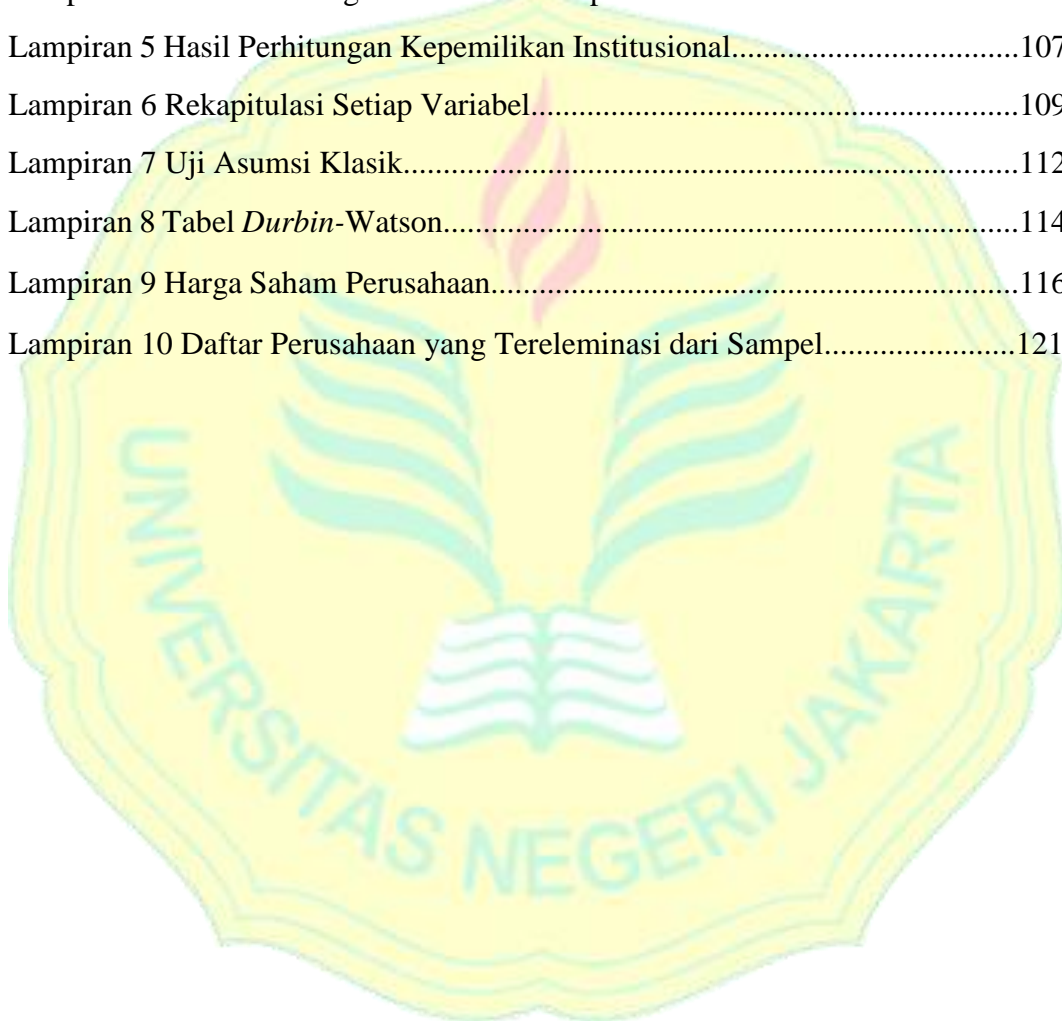 Lampiran 5 Hasil Perhitungan Kepemilikan Institusional................................107
Lampiran 6 Rekapitulasi Setiap Variabel.......................................................109
Lampiran 7 Uji Asumsi Klasik.......................................................................112
Lampiran 8 Tabel Durbin-Watson..................................................................114
Lampiran 9 Harga Saham Perusahaan............................................................116
Lampiran 10 Daftar Perusahaan yang Tereleminasi dari Sampel......................121
UNIVERSITAS NEGERI JAKARTA